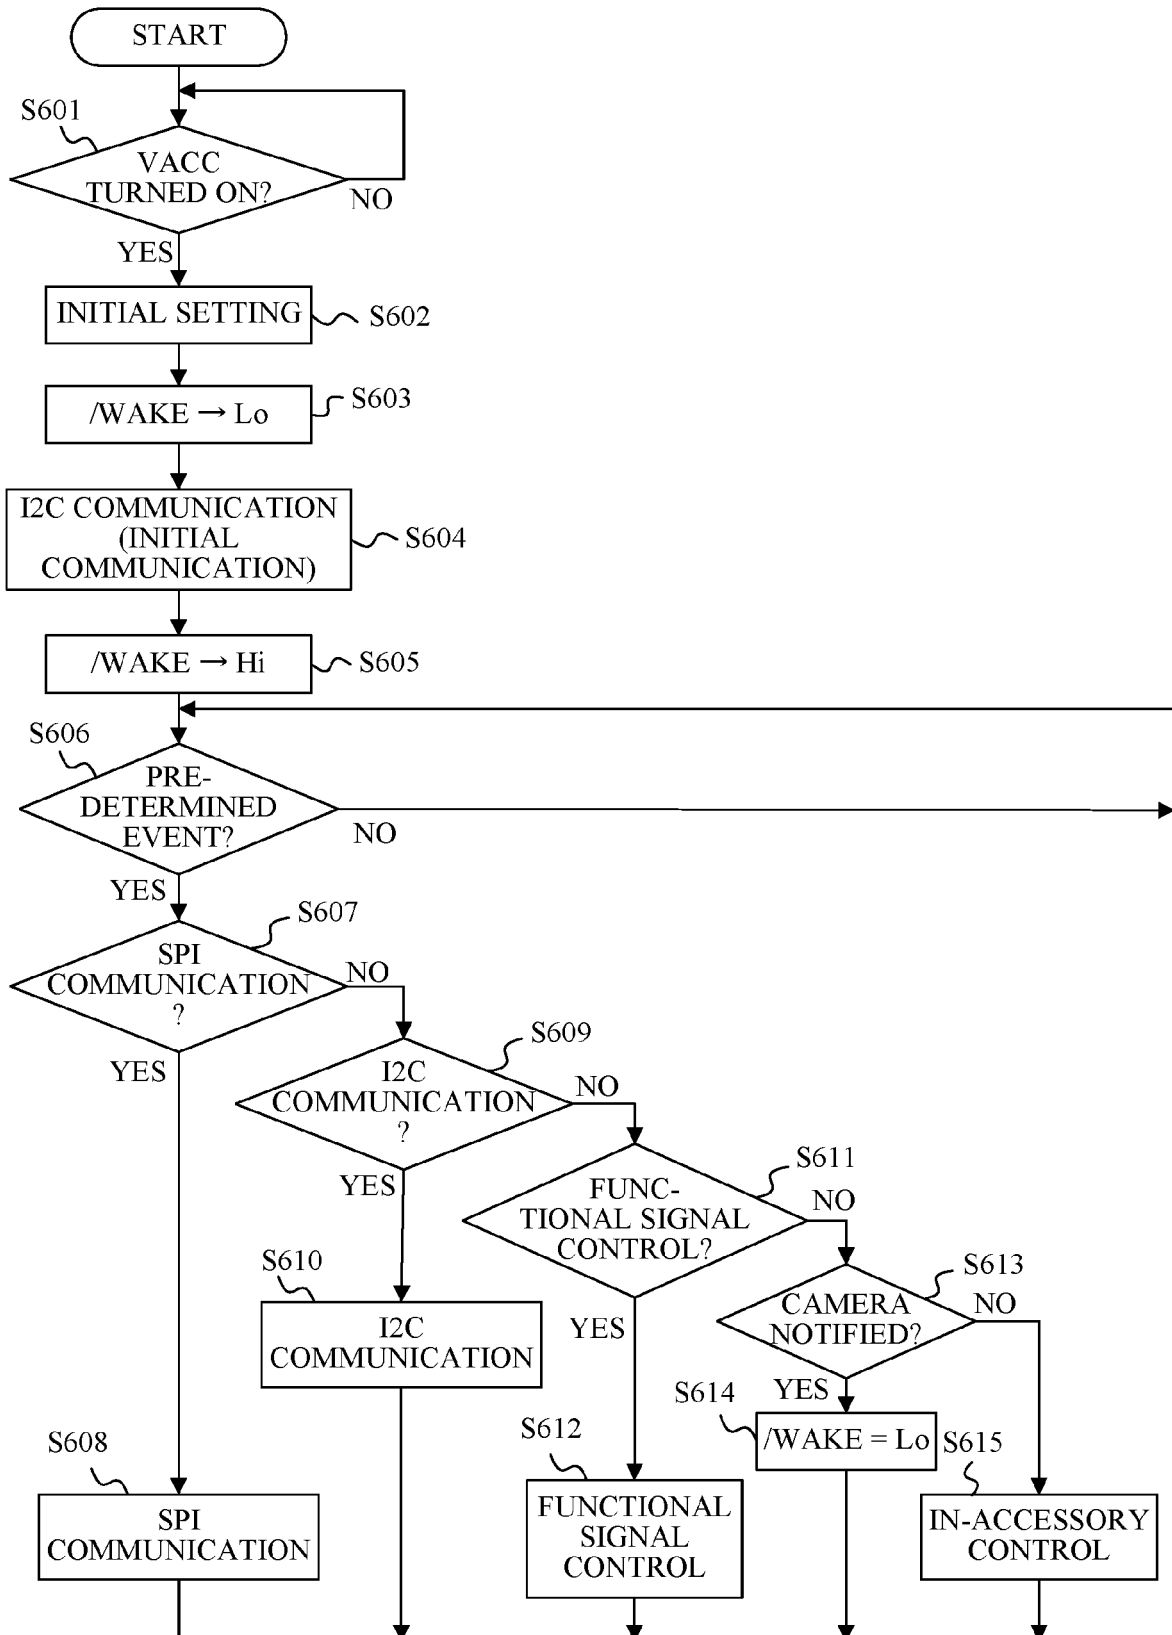 START
S601
VACC
TURNED ON?
NO
YES
INITIAL SETTING
S602
/WAKE → Lo
S603
I2C COMMUNICATION
(INITIAL
COMMUNICATION)
S604
/WAKE → Hi
S605
S606
PRE-
DETERMINED
EVENT?
NO
YES
S607
SPI
COMMUNICATION
?
NO
YES
S609
I2C
COMMUNICATION
?
NO
YES
S611
FUNC-
TIONAL SIGNAL
CONTROL?
NO
YES
S610
I2C
COMMUNICATION
S613
CAMERA
NOTIFIED?
NO
YES
S614
/WAKE = Lo
S608
SPI
COMMUNICATION
S612
FUNCTIONAL
SIGNAL
CONTROL
S615
IN-ACCESSORY
CONTROL